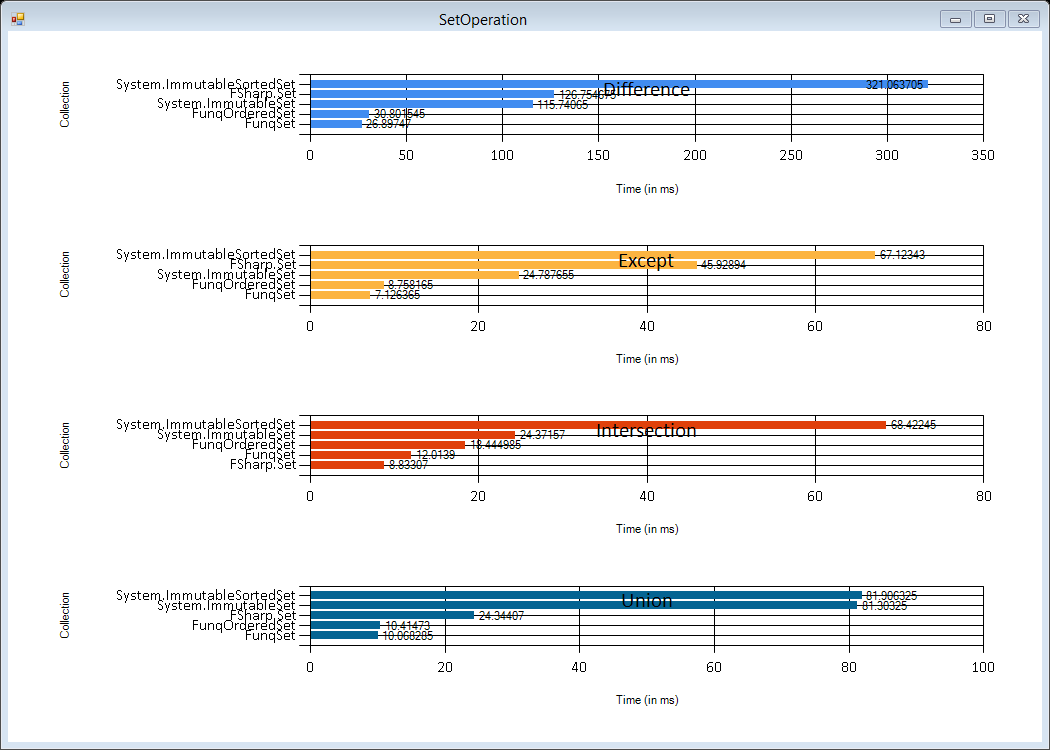 SetOperation
Difference
Collection
System.ImmutableSortedSet 321.063705
FSharp.Set 126.754675
System.ImmutableSet 115.74065
FunqOrderedSet 30.801545
FunqSet 26.89747
0 50 100 150 200 250 300 350
Time (in ms)
Except
Collection
System.ImmutableSortedSet 67.12343
FSharp.Set 45.92894
System.ImmutableSet 24.787655
FunqOrderedSet 8.758165
FunqSet 7.126365
0 20 40 60 80
Time (in ms)
Intersection
Collection
System.ImmutableSortedSet 68.42245
System.ImmutableSet 24.37157
FunqOrderedSet 18.444985
FunqSet 12.0139
FSharp.Set 8.83307
0 20 40 60 80
Time (in ms)
Union
Collection
System.ImmutableSortedSet 81.906325
System.ImmutableSet 81.30325
FSharp.Set 24.34407
FunqOrderedSet 10.41473
FunqSet 10.068285
0 20 40 60 80 100
Time (in ms)